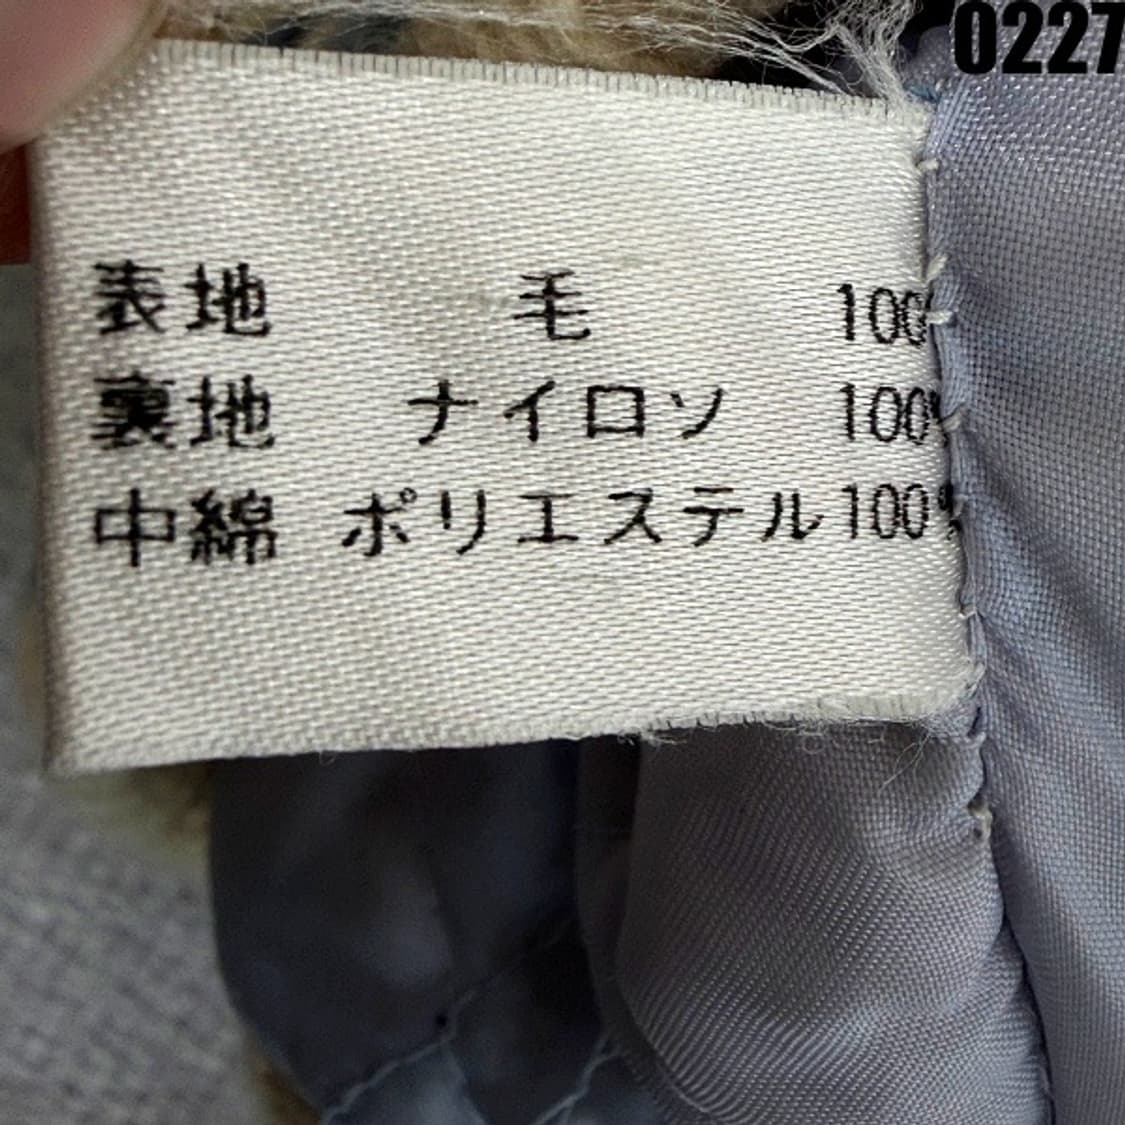 0227
表地 毛 100%
裏地 ナイロン 100%
中綿 ポリエステル 100%